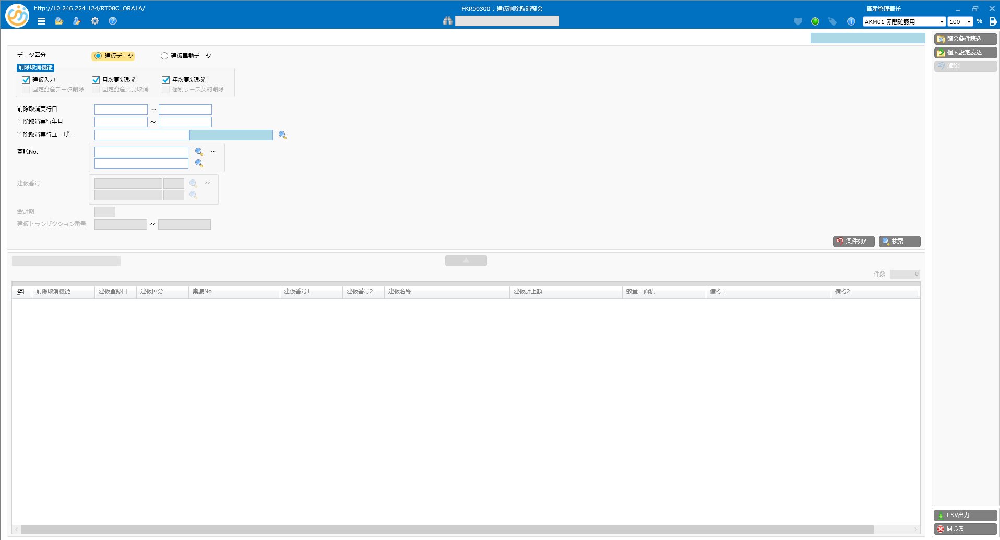 http://10.246.224.124/RT08C_ORA1A/
FKR00300：建仮削除取消照会
資産管理責任
AKM01 赤間確認用
100
%
照会条件読込
個人設定読込
解除
データ区分
建仮データ
建仮異動データ
削除取消機能
建仮入力
月次更新取消
年次更新取消
固定資産データ削除
固定資産異動取消
個別リース契約削除
削除取消実行日
～
削除取消実行年月
～
削除取消実行ユーザー
稟議No.
～
建仮番号
～
会計期
建仮トランザクション番号
～
条件ｸﾘｱ
検索
件数
0
削除取消機能
建仮登録日
建仮区分
稟議No.
建仮番号1
建仮番号2
建仮名称
建仮計上額
数量／面積
備考1
備考2
CSV出力
閉じる